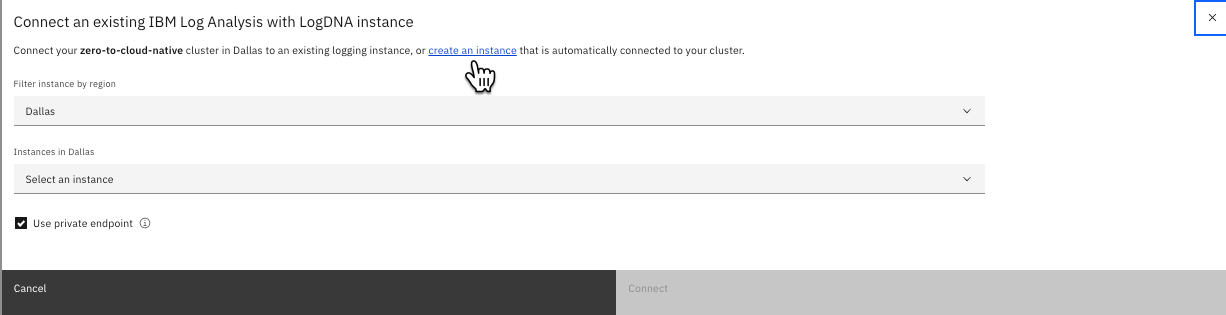 Connect an existing IBM Log Analysis with LogDNA instance
Connect your zero-to-cloud-native cluster in Dallas to an existing logging instance, or create an instance that is automatically connected to your cluster.
Filter instance by region
Dallas
Instances in Dallas
Select an instance
Use private endpoint
Cancel
Connect